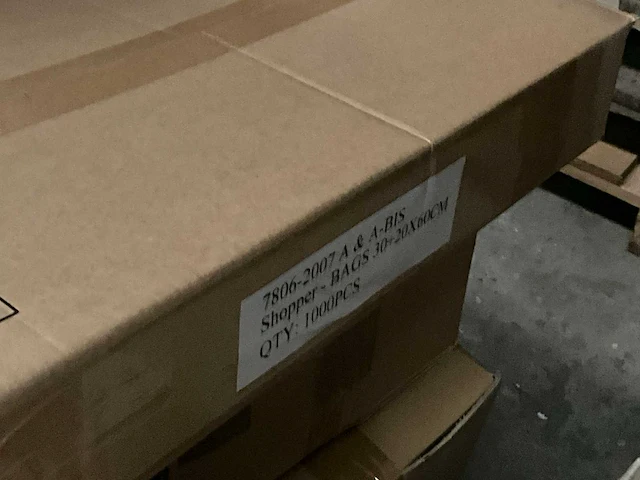 7806-2007 A & A-BIS
Shopper - BAGS 30+20X60CM
QTY: 1000PCS